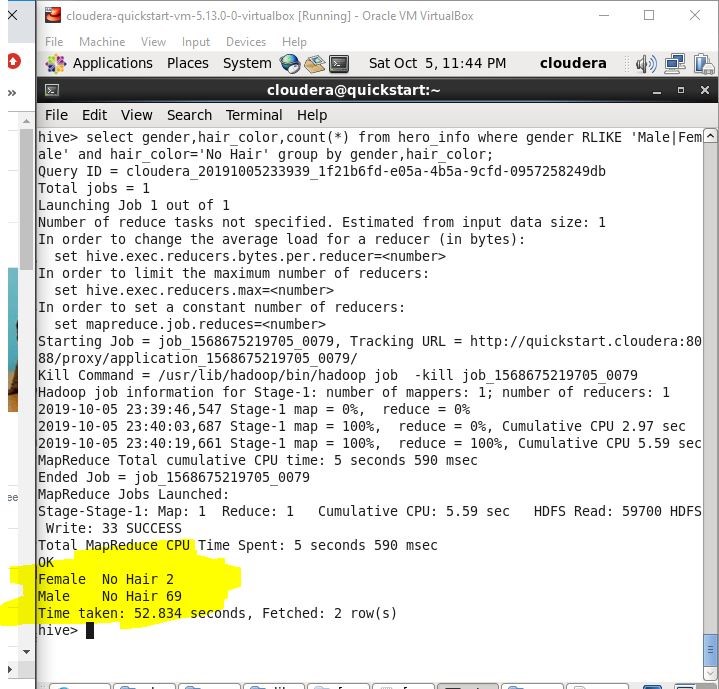 cloudera-quickstart-vm-5.13.0-0-virtualbox [Running] - Oracle VM VirtualBox
File Machine View Input Devices Help
Applications Places System Sat Oct 5, 11:44 PM cloudera
cloudera@quickstart:~
File Edit View Search Terminal Help
hive> select gender,hair_color,count(*) from hero_info where gender RLIKE 'Male|Fem
ale' and hair_color='No Hair' group by gender,hair_color;
Query ID = cloudera_20191005233939_1f21b6fd-e05a-4b5a-9cfd-0957258249db
Total jobs = 1
Launching Job 1 out of 1
Number of reduce tasks not specified. Estimated from input data size: 1
In order to change the average load for a reducer (in bytes):
  set hive.exec.reducers.bytes.per.reducer=<number>
In order to limit the maximum number of reducers:
  set hive.exec.reducers.max=<number>
In order to set a constant number of reducers:
  set mapreduce.job.reduces=<number>
Starting Job = job_1568675219705_0079, Tracking URL = http://quickstart.cloudera:80
88/proxy/application_1568675219705_0079/
Kill Command = /usr/lib/hadoop/bin/hadoop job  -kill job_1568675219705_0079
Hadoop job information for Stage-1: number of mappers: 1; number of reducers: 1
2019-10-05 23:39:46,547 Stage-1 map = 0%,  reduce = 0%
2019-10-05 23:40:03,687 Stage-1 map = 100%,  reduce = 0%, Cumulative CPU 2.97 sec
2019-10-05 23:40:19,661 Stage-1 map = 100%,  reduce = 100%, Cumulative CPU 5.59 sec
MapReduce Total cumulative CPU time: 5 seconds 590 msec
Ended Job = job_1568675219705_0079
MapReduce Jobs Launched:
Stage-Stage-1: Map: 1  Reduce: 1   Cumulative CPU: 5.59 sec   HDFS Read: 59700 HDFS
 Write: 33 SUCCESS
Total MapReduce CPU Time Spent: 5 seconds 590 msec
OK
Female  No Hair 2
Male    No Hair 69
Time taken: 52.834 seconds, Fetched: 2 row(s)
hive>